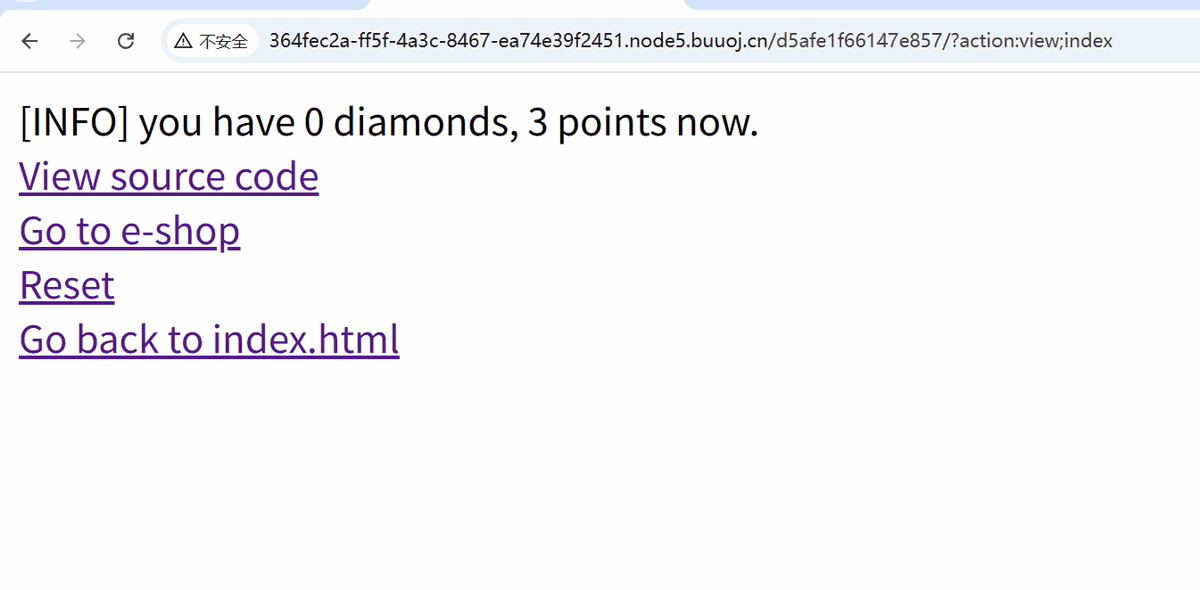 不安全 364fec2a-ff5f-4a3c-8467-ea74e39f2451.node5.buuoj.cn/d5afe1f66147e857/?action:view;index
[INFO] you have 0 diamonds, 3 points now.
View source code
Go to e-shop
Reset
Go back to index.html